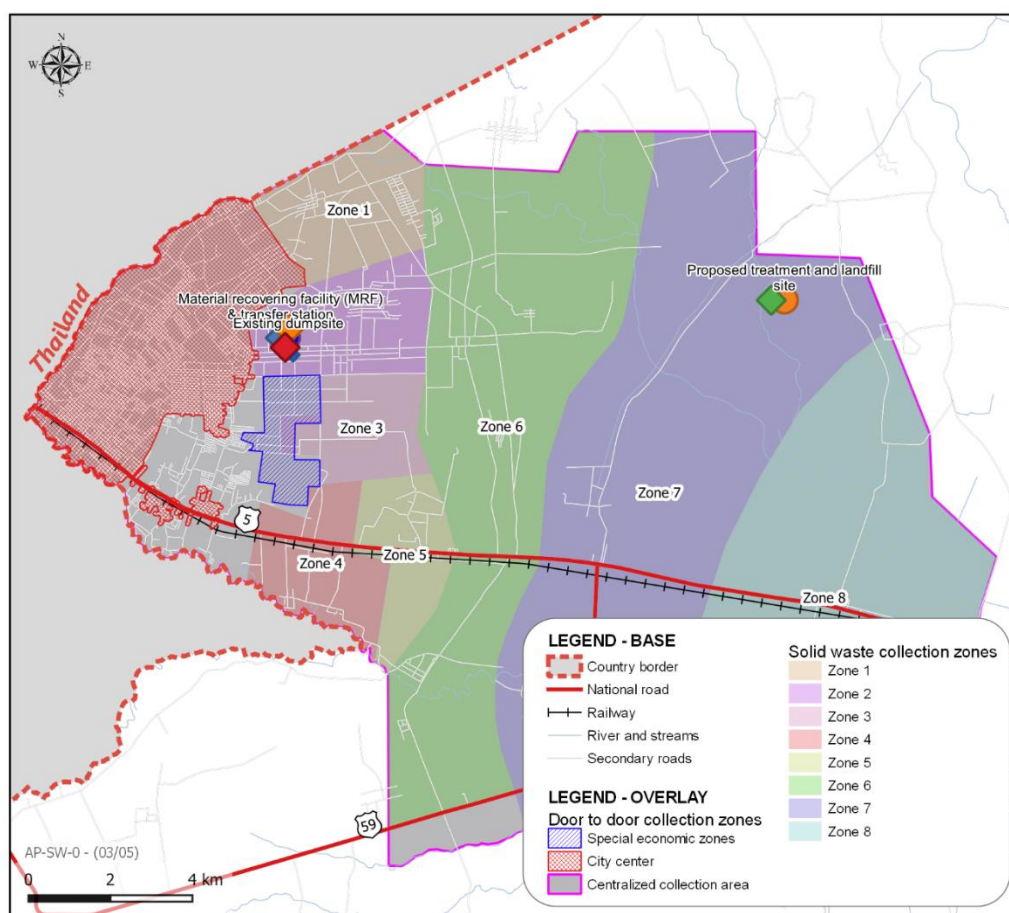 N
W E
S
Zone 1
Proposed treatment and landfill
site
Material recovering facility (MRF)
& transfer station
Existing dumpsite
Thailand
Zone 3
Zone 6
Zone 7
5
Zone 5
Zone 4
Zone 8
59
AP-SW-0 - (03/05)
0 2 4 km
LEGEND - BASE
Country border
National road
Railway
River and streams
Secondary roads
LEGEND - OVERLAY
Door to door collection zones
Special economic zones
City center
Centralized collection area
Solid waste collection zones
Zone 1
Zone 2
Zone 3
Zone 4
Zone 5
Zone 6
Zone 7
Zone 8